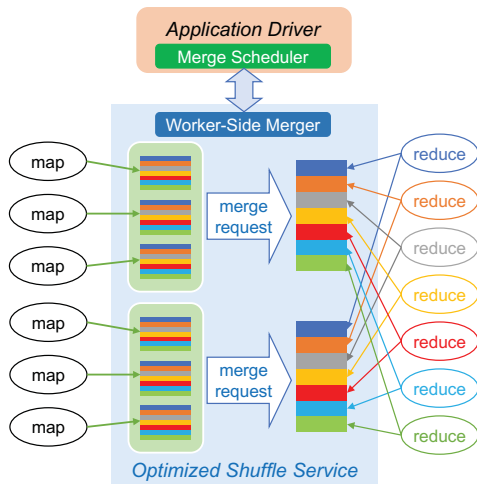 Application Driver
Merge Scheduler
Worker-Side Merger
map
map
map
map
map
map
merge
request
merge
request
reduce
reduce
reduce
reduce
reduce
reduce
reduce
Optimized Shuffle Service